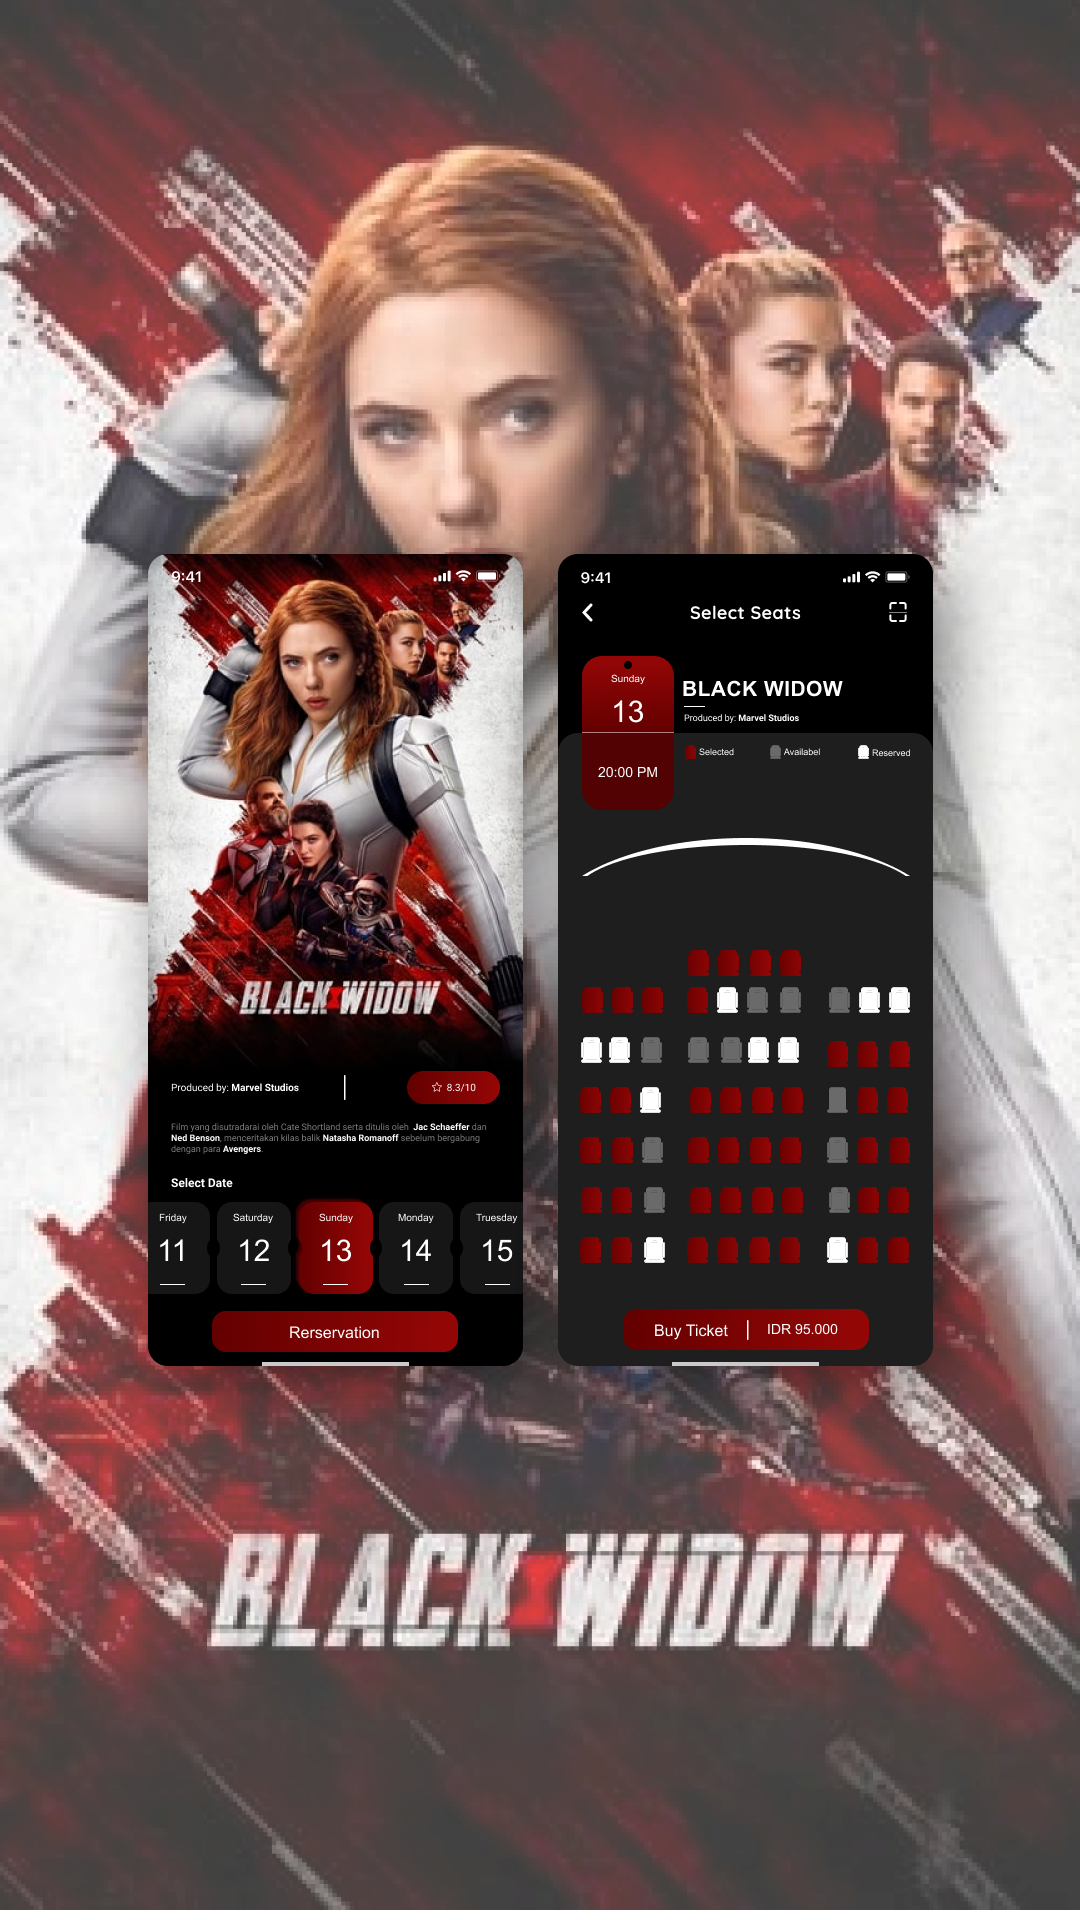 9:41
BLACK WIDOW
Produced by: Marvel Studios
8.3/10
Film yang disutradarai oleh Cate Shortland serta ditulis oleh Jac Schaeffer dan
Ned Benson, menceritakan kilas balik Natasha Romanoff sebelum bergabung
dengan para Avengers.
Select Date
Friday
11
Saturday
12
Sunday
13
Monday
14
Truesday
15
Rerservation
9:41
Select Seats
Sunday
13
20:00 PM
BLACK WIDOW
Produced by: Marvel Studios
Selected
Availabel
Reserved
Buy Ticket
IDR 95.000
BLACK WIDOW